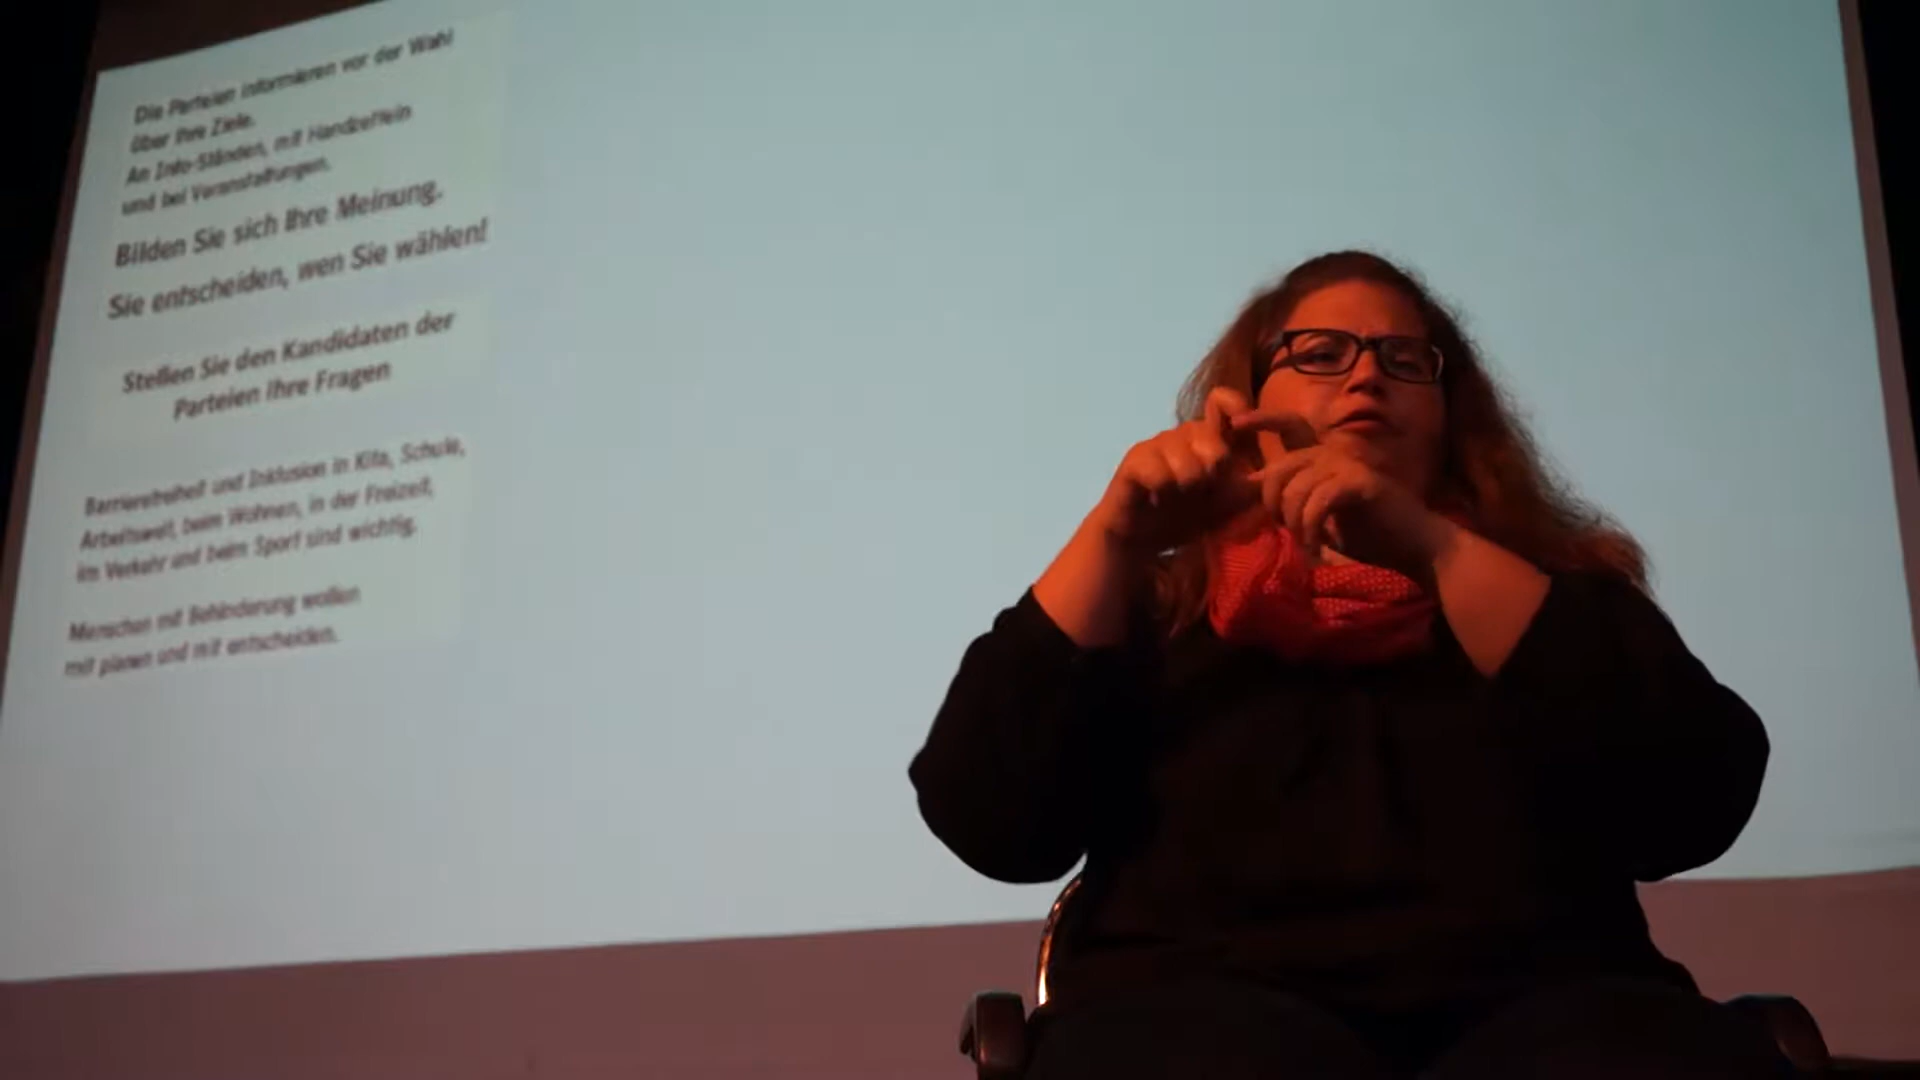 Die Parteien informieren vor der Wahl
über ihre Ziele.
An Info-Ständen, mit Handzetteln
und bei Veranstaltungen.
Bilden Sie sich Ihre Meinung.
Sie entscheiden, wen Sie wählen!
Stellen Sie den Kandidaten der
Parteien Ihre Fragen
Barrierefreiheit und Inklusion in Kita, Schule,
Arbeitswelt, beim Wohnen, in der Freizeit,
im Verkehr und beim Sport sind wichtig.
Menschen mit Behinderung wollen
mit planen und mit entscheiden.